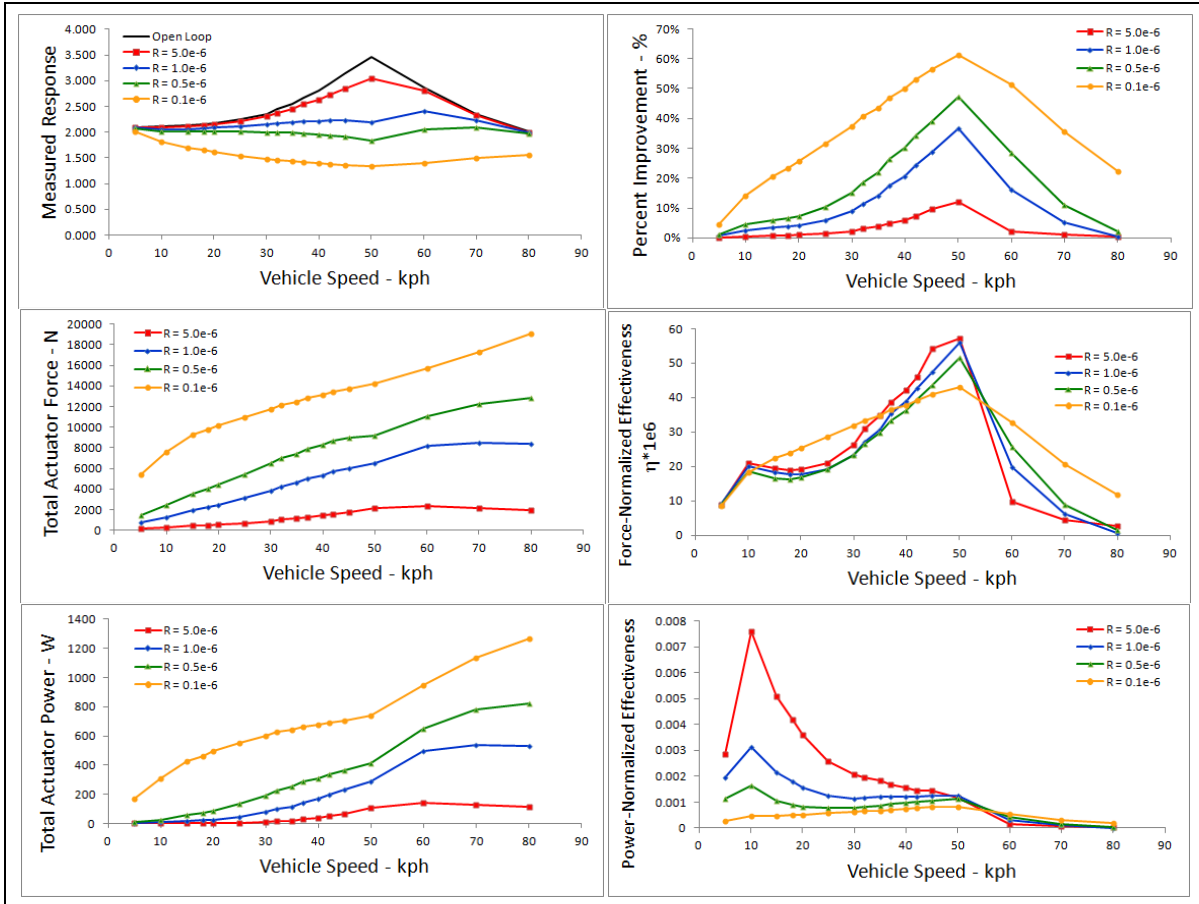 Measured Response
4.000
3.500
3.000
2.500
2.000
1.500
1.000
0.500
0.000
Open Loop
R = 5.0e-6
R = 1.0e-6
R = 0.5e-6
R = 0.1e-6
0 10 20 30 40 50 60 70 80 90
Vehicle Speed - kph
Percent Improvement - %
70%
60%
50%
40%
30%
20%
10%
0%
R = 5.0e-6
R = 1.0e-6
R = 0.5e-6
R = 0.1e-6
0 10 20 30 40 50 60 70 80 90
Vehicle Speed - kph
Total Actuator Force - N
20000
18000
16000
14000
12000
10000
8000
6000
4000
2000
0
R = 5.0e-6
R = 1.0e-6
R = 0.5e-6
R = 0.1e-6
0 10 20 30 40 50 60 70 80 90
Vehicle Speed - kph
Force-Normalized Effectiveness
η*1e6
60
50
40
30
20
10
0
R = 5.0e-6
R = 1.0e-6
R = 0.5e-6
R = 0.1e-6
0 10 20 30 40 50 60 70 80 90
Vehicle Speed - kph
Total Actuator Power - W
1400
1200
1000
800
600
400
200
0
R = 5.0e-6
R = 1.0e-6
R = 0.5e-6
R = 0.1e-6
0 10 20 30 40 50 60 70 80 90
Vehicle Speed - kph
Power-Normalized Effectiveness
0.008
0.007
0.006
0.005
0.004
0.003
0.002
0.001
0
R = 5.0e-6
R = 1.0e-6
R = 0.5e-6
R = 0.1e-6
0 10 20 30 40 50 60 70 80 90
Vehicle Speed - kph